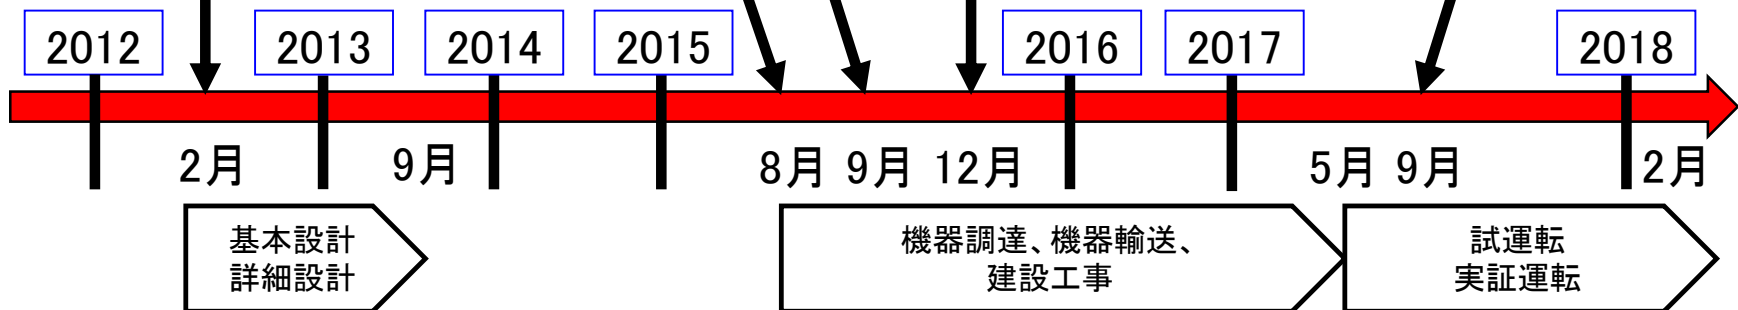 2012 2013 2014 2015 2016 2017 2018
2月 9月 8月 9月 12月 5月 9月 2月
基本設計
詳細設計
機器調達、機器輸送、
建設工事
試運転
実証運転